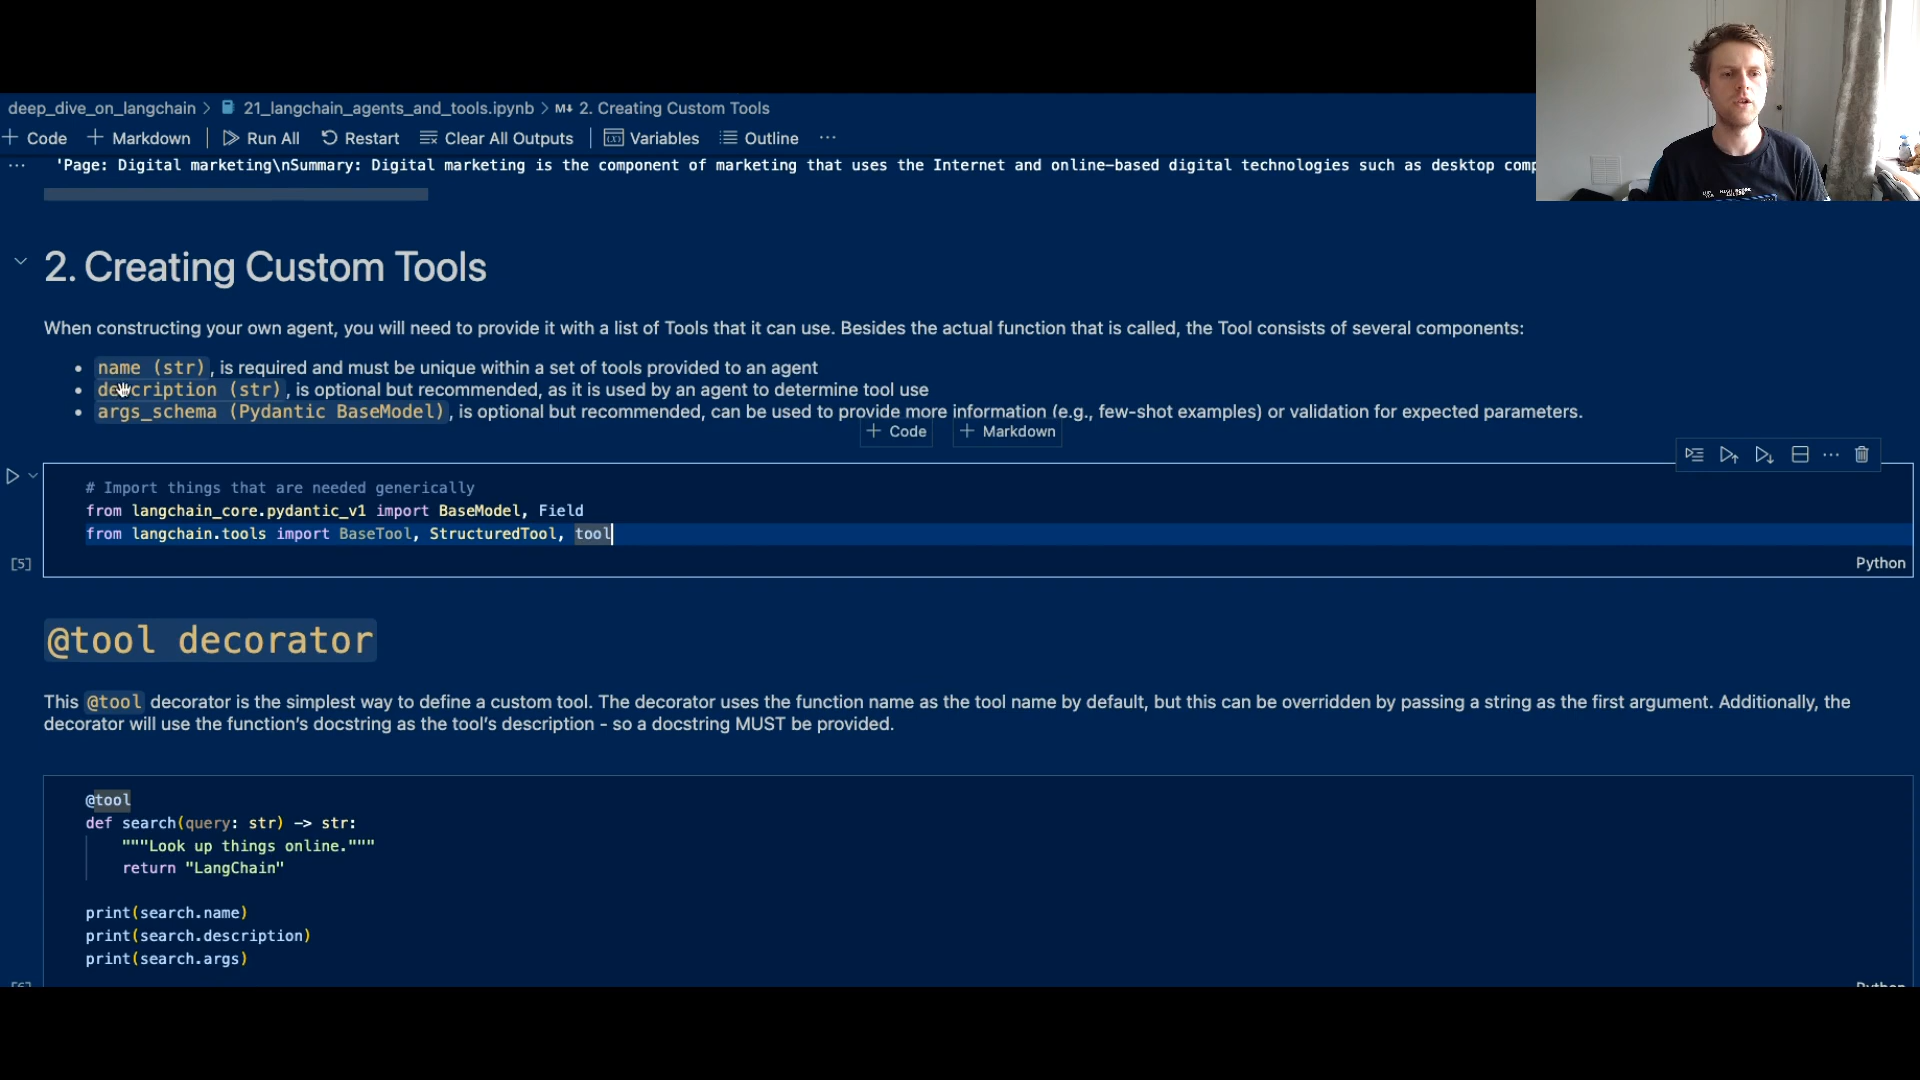 deep_dive_on_langchain > 21_langchain_agents_and_tools.ipynb > M↓ 2. Creating Custom Tools
+ Code + Markdown | Run All Restart Clear All Outputs | Variables Outline ···
··· 'Page: Digital marketing\nSummary: Digital marketing is the component of marketing that uses the Internet and online-based digital technologies such as desktop comp
2. Creating Custom Tools
When constructing your own agent, you will need to provide it with a list of Tools that it can use. Besides the actual function that is called, the Tool consists of several components:
• name (str), is required and must be unique within a set of tools provided to an agent
• description (str), is optional but recommended, as it is used by an agent to determine tool use
• args_schema (Pydantic BaseModel), is optional but recommended, can be used to provide more information (e.g., few-shot examples) or validation for expected parameters.
+ Code + Markdown
# Import things that are needed generically
from langchain_core.pydantic_v1 import BaseModel, Field
from langchain.tools import BaseTool, StructuredTool, tool
[5]
Python
@tool decorator
This @tool decorator is the simplest way to define a custom tool. The decorator uses the function name as the tool name by default, but this can be overridden by passing a string as the first argument. Additionally, the
decorator will use the function's docstring as the tool's description - so a docstring MUST be provided.
@tool
def search(query: str) -> str:
"""Look up things online."""
return "LangChain"
print(search.name)
print(search.description)
print(search.args)
Python